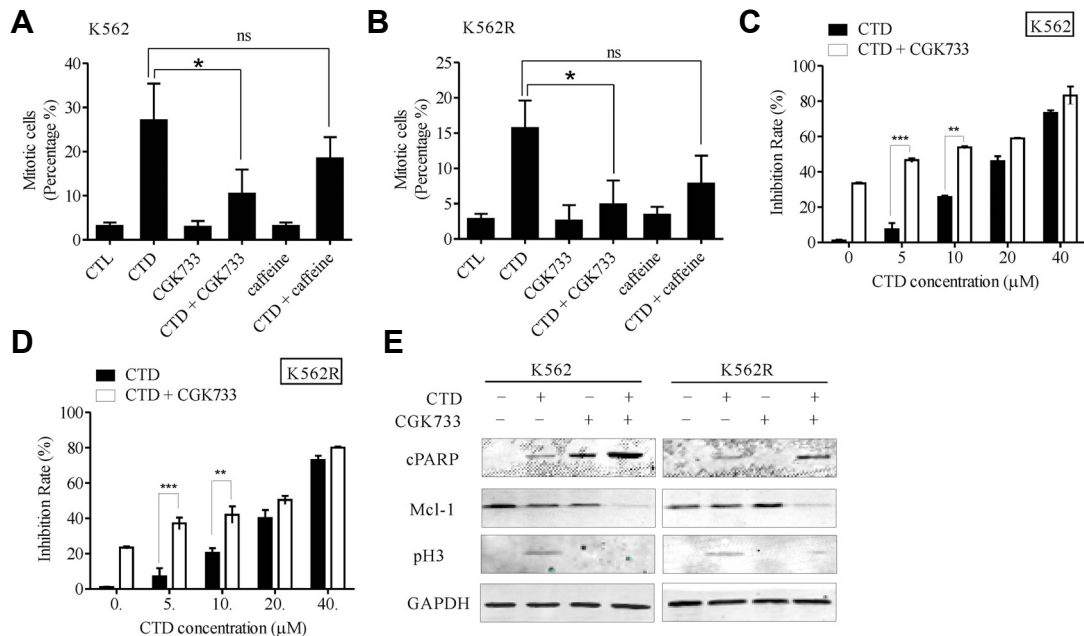 A
K562
ns
*
Mitotic cells
(Percentage %)
40
30
20
10
0
CTL
CTD
CGK733
CTD + CGK733
caffeine
CTD + caffeine
B
K562R
ns
*
Mitotic cells
(Percentage %)
25
20
15
10
5
0
CTL
CTD
CGK733
CTD + CGK733
caffeine
CTD + caffeine
C
CTD
CTD + CGK733
K562
Inhibition Rate (%)
100
80
60
40
20
0
***
**
0 5 10 20 40
CTD concentration (μM)
D
CTD
CTD + CGK733
K562R
Inhibition Rate (%)
100
80
60
40
20
0
***
**
0. 5. 10. 20. 40.
CTD concentration (μM)
E
K562 K562R
CTD – + – + – + – +
CGK733 – – + + – – + +
cPARP
Mcl-1
pH3
GAPDH